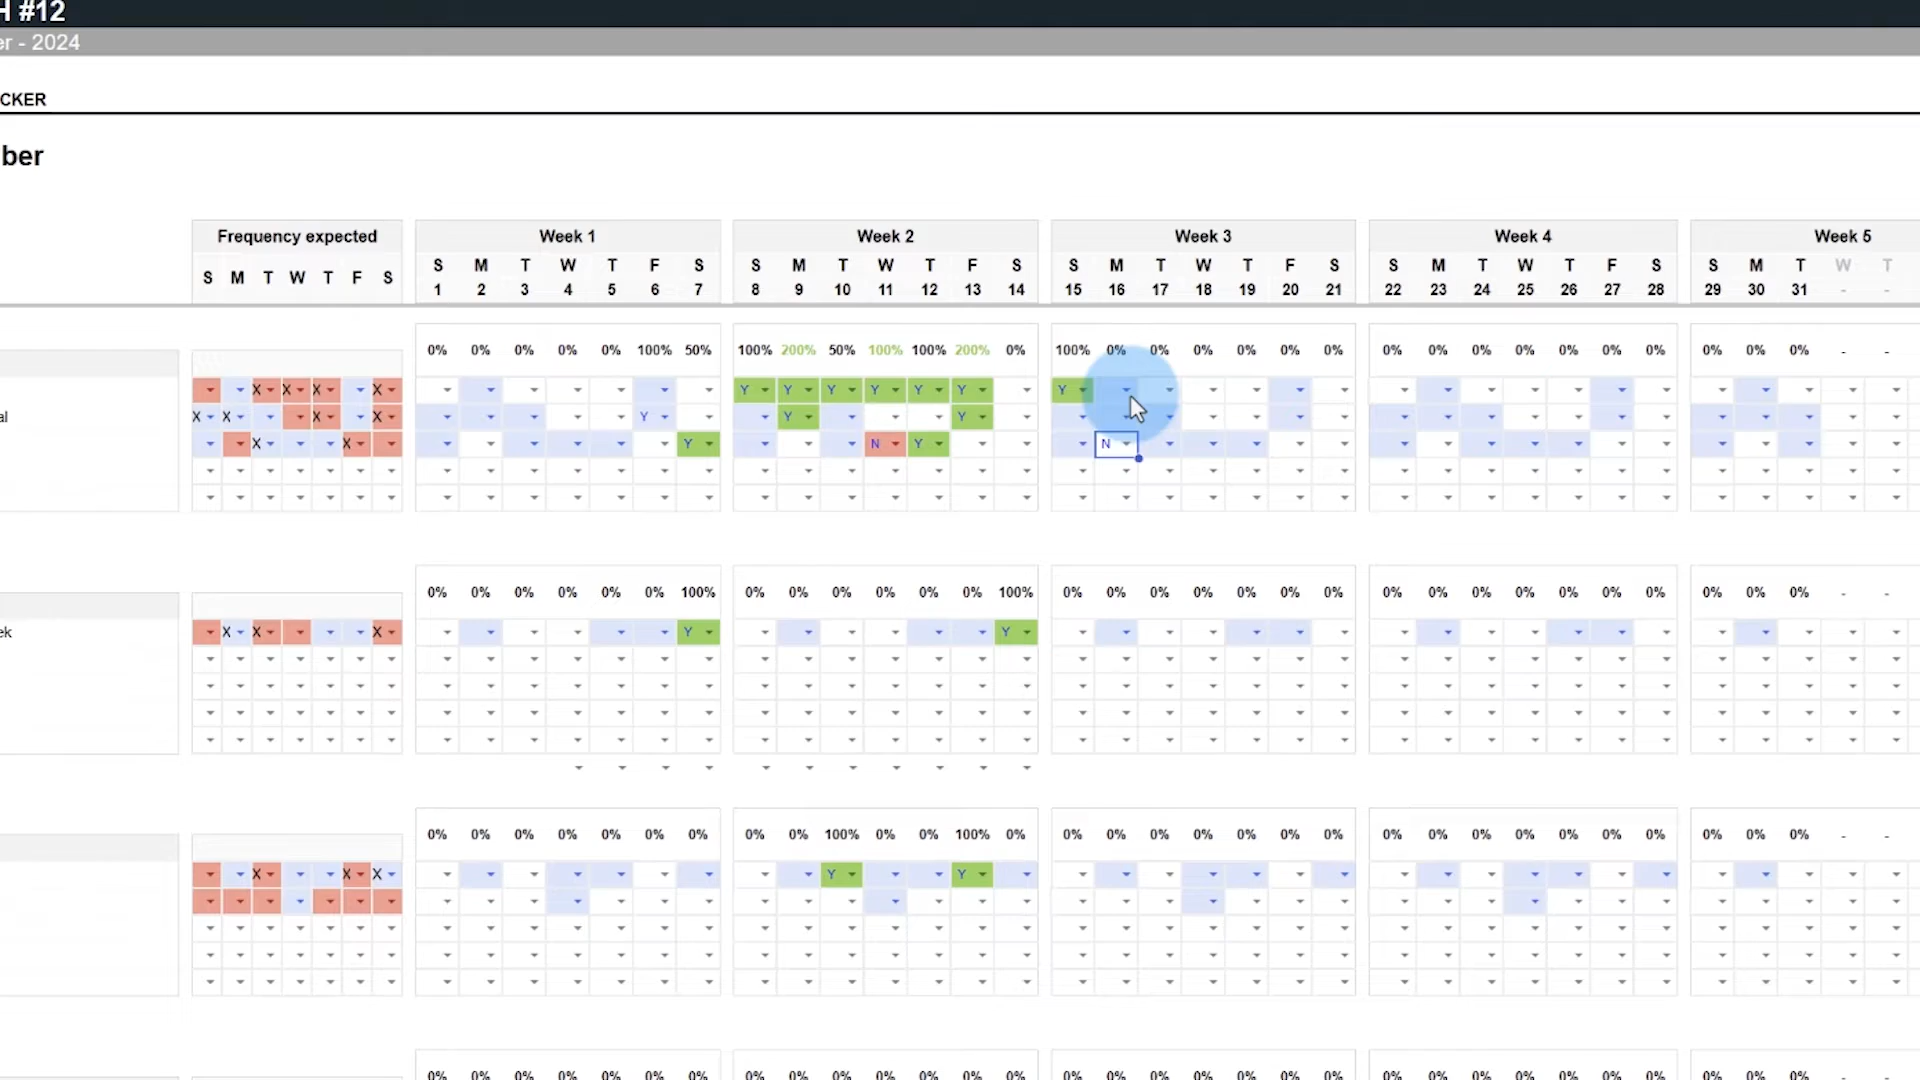 H #12
er - 2024
CKER
ber
Frequency expected Week 1 Week 2 Week 3 Week 4 Week 5
S M T W T F S S M T W T F S S M T W T F S S M T W T F S S M T W T F S S M T W T
1 2 3 4 5 6 7 8 9 10 11 12 13 14 15 16 17 18 19 20 21 22 23 24 25 26 27 28 29 30 31 - -
0% 0% 0% 0% 0% 100% 50% 100% 200% 50% 100% 100% 200% 0% 100% 0% 0% 0% 0% 0% 0% 0% 0% 0% 0% 0% 0% 0% 0% 0% 0% - -
X X X X Y Y Y Y Y Y Y
al X X X X Y Y Y
X X Y N Y N
0% 0% 0% 0% 0% 0% 100% 0% 0% 0% 0% 0% 0% 100% 0% 0% 0% 0% 0% 0% 0% 0% 0% 0% 0% 0% 0% 0% 0% 0% 0% - -
ek X X X Y Y
0% 0% 0% 0% 0% 0% 0% 0% 0% 100% 0% 0% 100% 0% 0% 0% 0% 0% 0% 0% 0% 0% 0% 0% 0% 0% 0% 0% 0% 0% 0% - -
X X X Y Y
0% 0% 0% 0% 0% 0% 0% 0% 0% 0% 0% 0% 0% 0% 0% 0% 0% 0% 0% 0% 0% 0% 0% 0% 0% 0% 0% 0% 0% 0% 0% - -